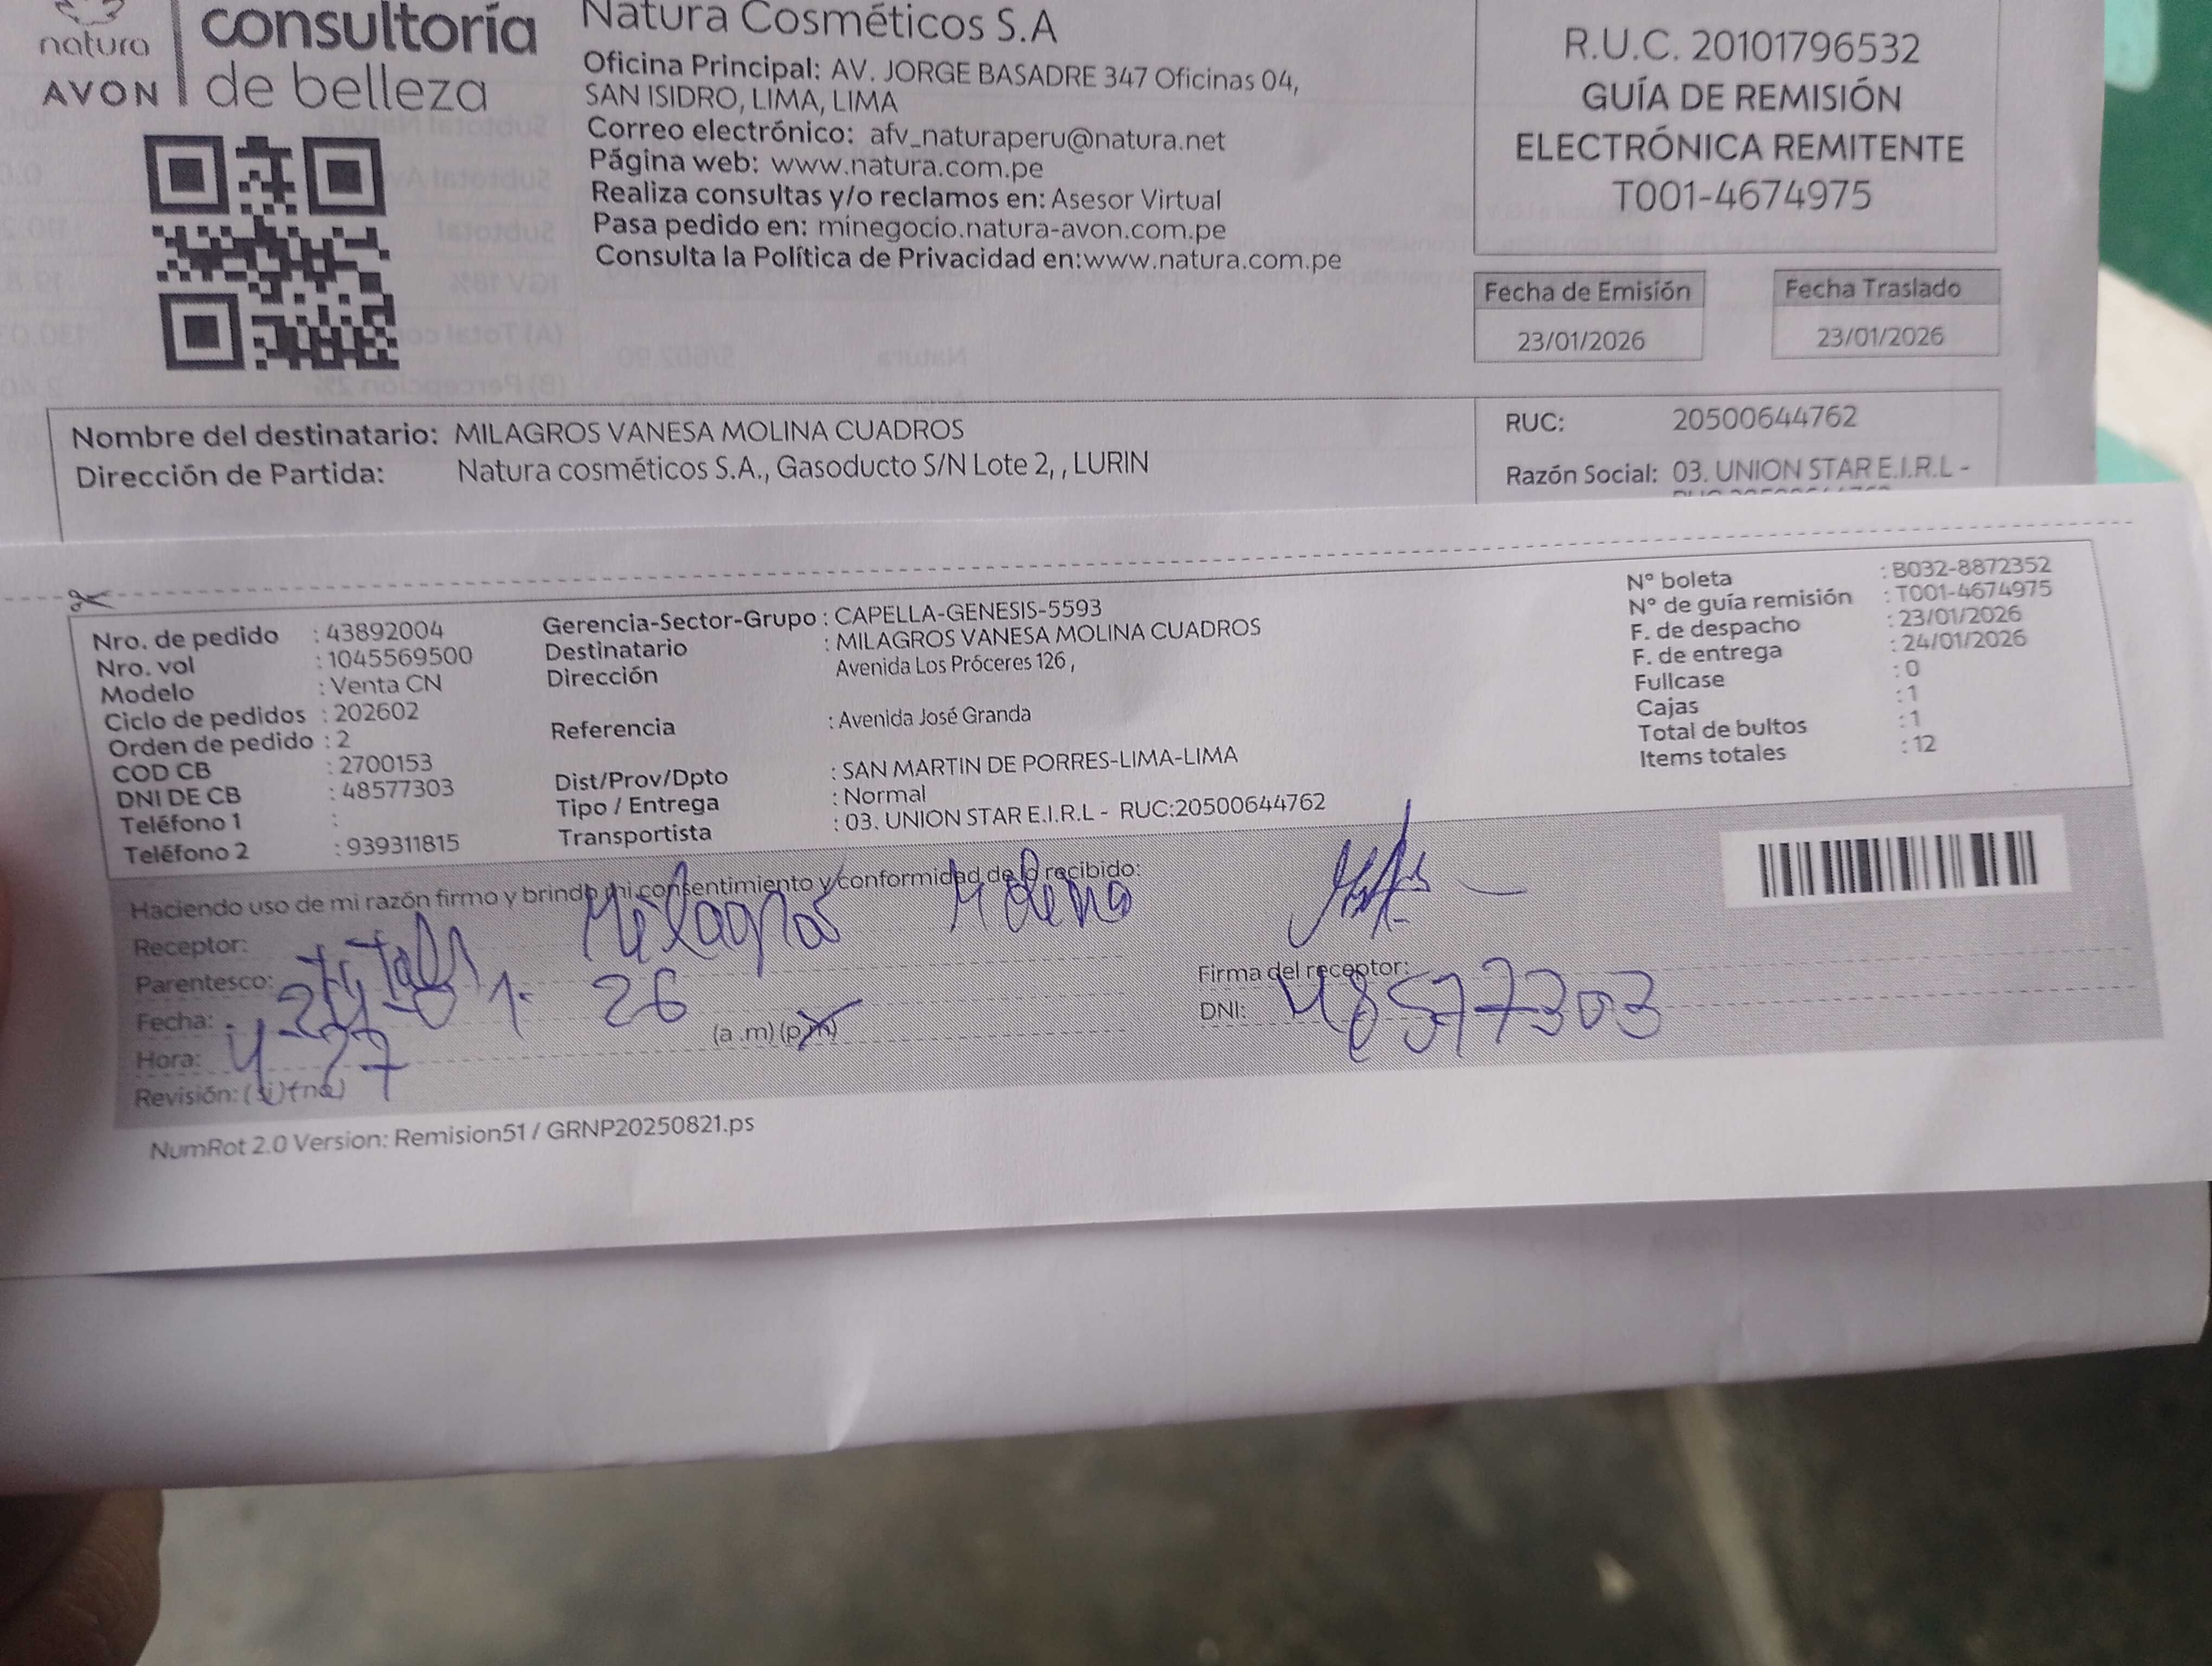 natura
AVON
consultoría
de belleza
Natura Cosméticos S.A
Oficina Principal: AV. JORGE BASADRE 347 Oficinas 04,
SAN ISIDRO, LIMA, LIMA
Correo electrónico: afv_naturaperu@natura.net
Página web: www.natura.com.pe
Realiza consultas y/o reclamos en: Asesor Virtual
Pasa pedido en: minegocio.natura-avon.com.pe
Consulta la Política de Privacidad en:www.natura.com.pe
R.U.C. 20101796532
GUÍA DE REMISIÓN
ELECTRÓNICA REMITENTE
T001-4674975
Fecha de Emisión
23/01/2026
Fecha Traslado
23/01/2026
Nombre del destinatario: MILAGROS VANESA MOLINA CUADROS
Dirección de Partida: Natura cosméticos S.A., Gasoducto S/N Lote 2, , LURIN
RUC: 20500644762
Razón Social: 03. UNION STAR E.I.R.L -
Nro. de pedido : 43892004
Nro. vol : 1045569500
Modelo : Venta CN
Ciclo de pedidos : 202602
Orden de pedido : 2
COD CB : 2700153
DNI DE CB : 48577303
Teléfono 1 :
Teléfono 2 : 939311815
Gerencia-Sector-Grupo : CAPELLA-GENESIS-5593
Destinatario : MILAGROS VANESA MOLINA CUADROS
Dirección Avenida Los Próceres 126 ,
Referencia : Avenida José Granda
Dist/Prov/Dpto : SAN MARTIN DE PORRES-LIMA-LIMA
Tipo / Entrega : Normal
Transportista : 03. UNION STAR E.I.R.L - RUC:20500644762
N° boleta : B032-8872352
N° de guía remisión : T001-4674975
F. de despacho : 23/01/2026
F. de entrega : 24/01/2026
Fullcase : 0
Cajas : 1
Total de bultos : 1
Items totales : 12
Haciendo uso de mi razón firmo y brindo mi consentimiento y conformidad de lo recibido:
Receptor: Milagros Molina
Parentesco:
Fecha: 24-01-26
Hora: 4 27 (a .m) (p.m)
Revisión: (si) (no)
Firma del receptor:
DNI: 48577303
NumRot 2.0 Version: Remision51 / GRNP20250821.ps